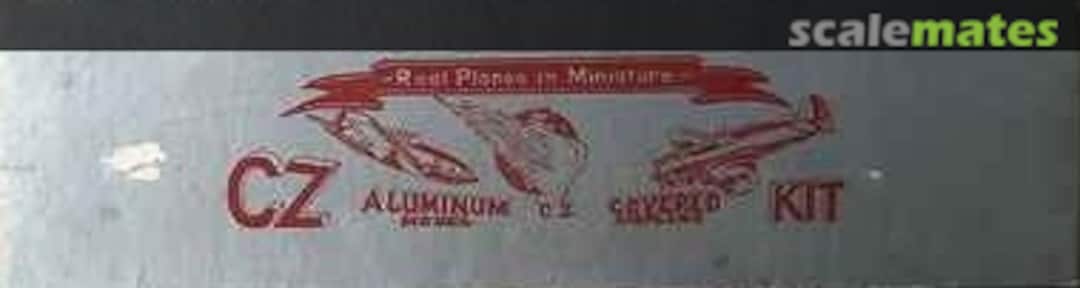 scalemates
Real Planes in Miniature
CZ ALUMINUM COVERED KIT